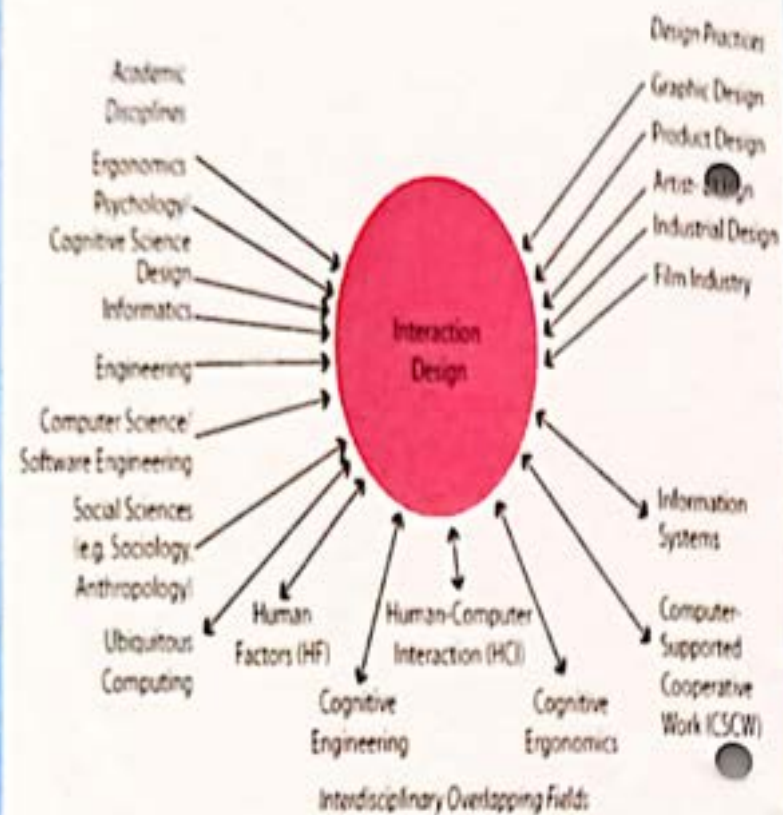 Academic
Disciplines
Ergonomics
Psychology/
Cognitive Science
Design
Informatics
Engineering
Computer Science/
Software Engineering
Social Sciences
(e.g. Sociology,
Anthropology)
Ubiquitous
Computing
Human
Factors (HF)
Cognitive
Engineering
Human-Computer
Interaction (HCI)
Cognitive
Ergonomics
Interaction
Design
Design Practices
Graphic Design
Product Design
Artist-
Industrial Design
Film Industry
Information
Systems
Computer-
Supported
Cooperative
Work (CSCW)
Interdisciplinary Overlapping Fields